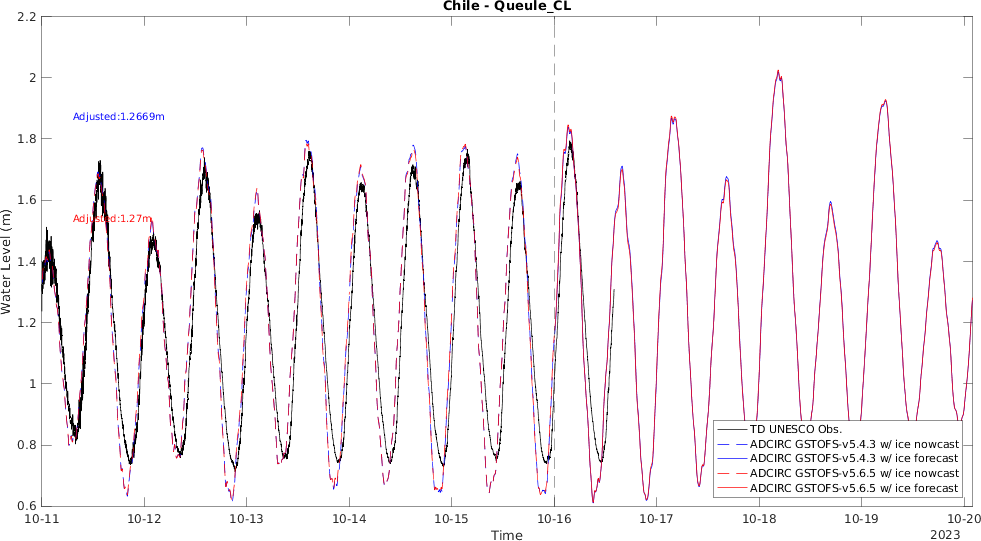 Chile - Queule_CL
2.2
2
1.8
1.6
1.4
1.2
1
0.8
0.6
Water Level (m)
Adjusted:1.2669m
Adjusted:1.27m
TD UNESCO Obs.
ADCIRC GSTOFS-v5.4.3 w/ ice nowcast
ADCIRC GSTOFS-v5.4.3 w/ ice forecast
ADCIRC GSTOFS-v5.6.5 w/ ice nowcast
ADCIRC GSTOFS-v5.6.5 w/ ice forecast
10-11 10-12 10-13 10-14 10-15 10-16 10-17 10-18 10-19 10-20
Time
2023